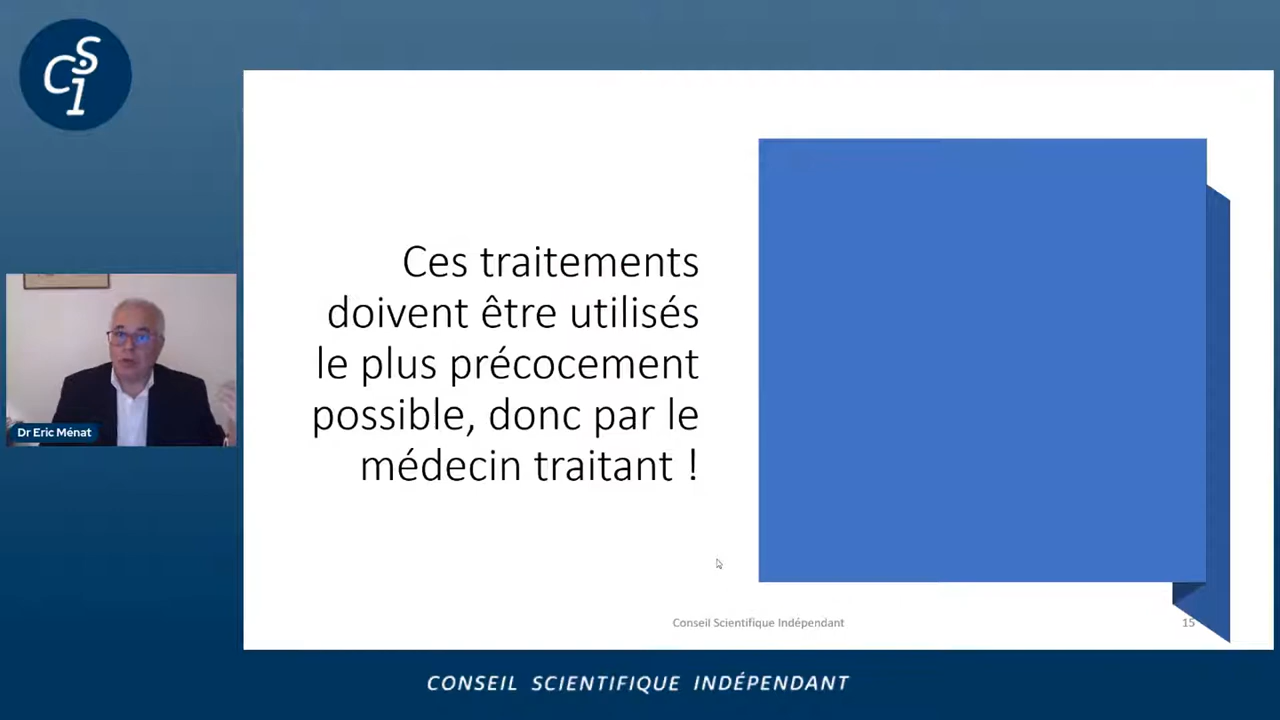 CSI
Ces traitements
doivent être utilisés
le plus précocement
possible, donc par le
médecin traitant !
Dr Eric Ménat
Conseil Scientifique Indépendant
15
CONSEIL SCIENTIFIQUE INDÉPENDANT